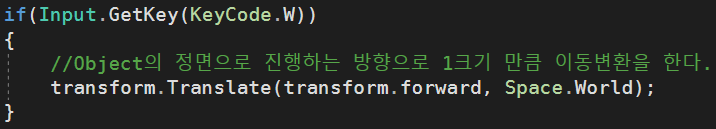 if(Input.GetKey(KeyCode.W))
{
//Object의 정면으로 진행하는 방향으로 1크기 만큼 이동변환을 한다.
transform.Translate(transform.forward, Space.World);
}